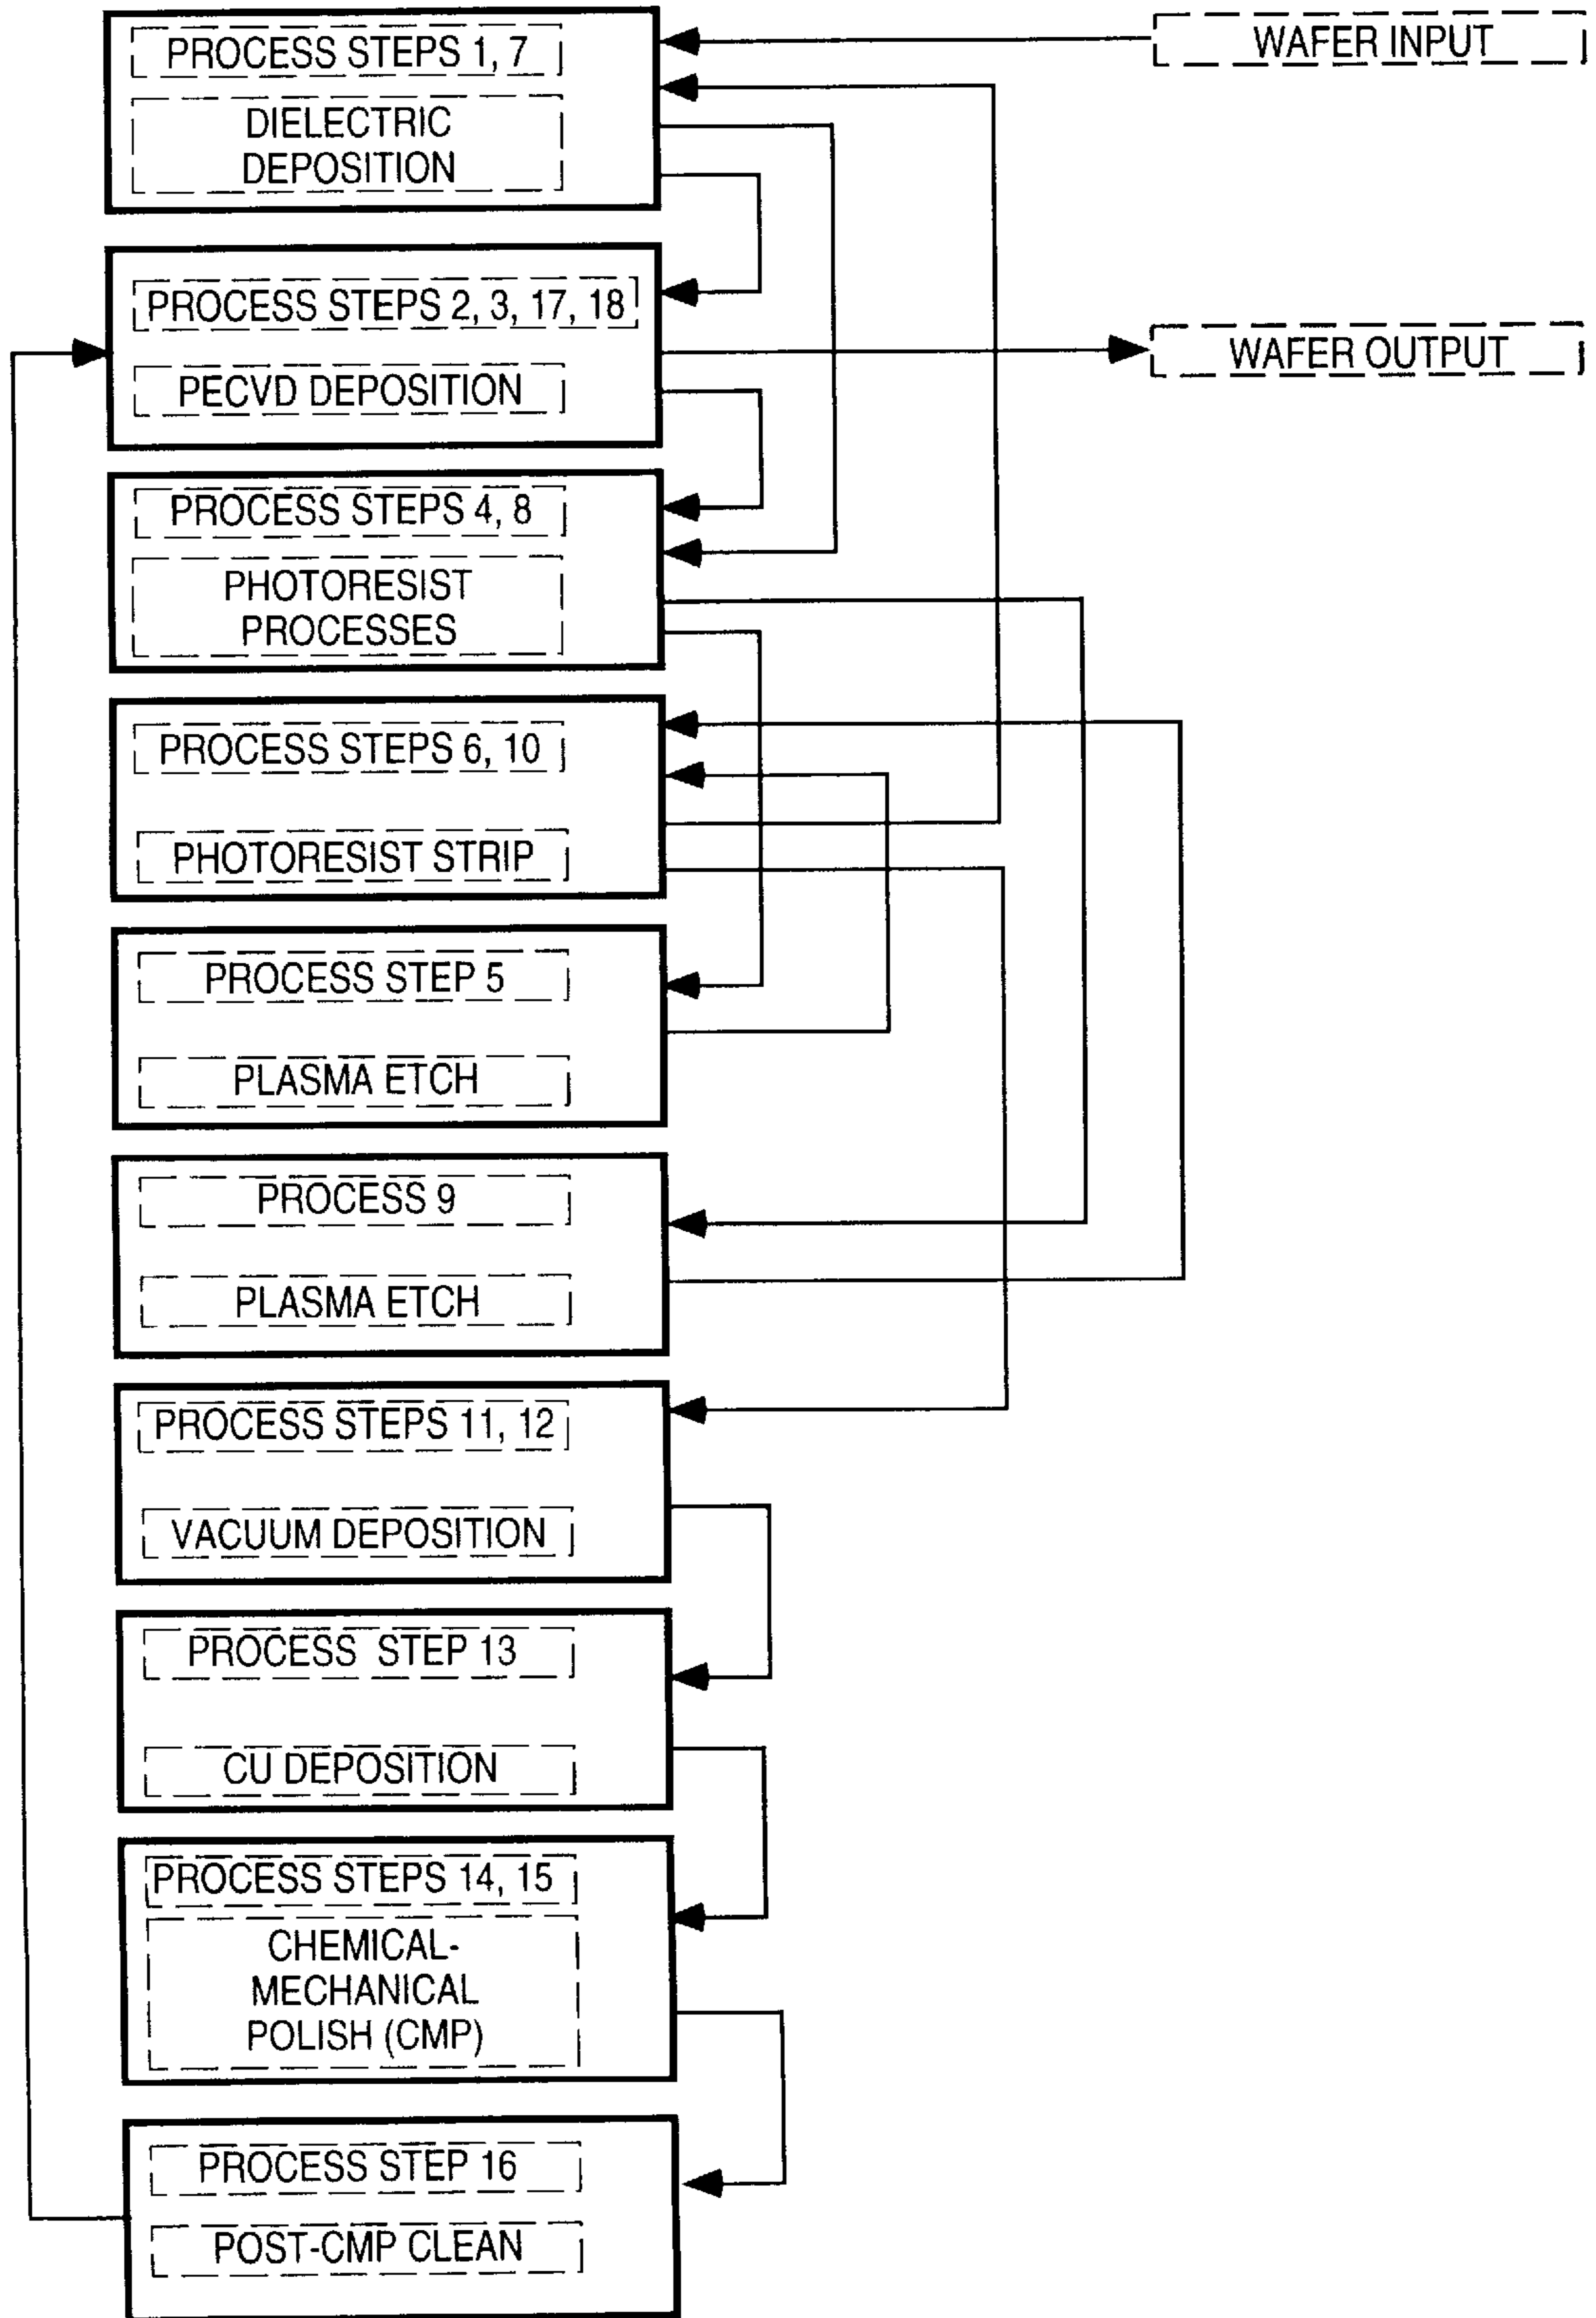 PROCESS STEPS 1, 7
WAFER INPUT
DIELECTRIC
DEPOSITION
PROCESS STEPS 2, 3, 17, 18
WAFER OUTPUT
PECVD DEPOSITION
PROCESS STEPS 4, 8
PHOTORESIST
PROCESSES
PROCESS STEPS 6, 10
PHOTORESIST STRIP
PROCESS STEP 5
PLASMA ETCH
PROCESS 9
PLASMA ETCH
PROCESS STEPS 11, 12
VACUUM DEPOSITION
PROCESS STEP 13
CU DEPOSITION
PROCESS STEPS 14, 15
CHEMICAL-
MECHANICAL
POLISH (CMP)
PROCESS STEP 16
POST-CMP CLEAN